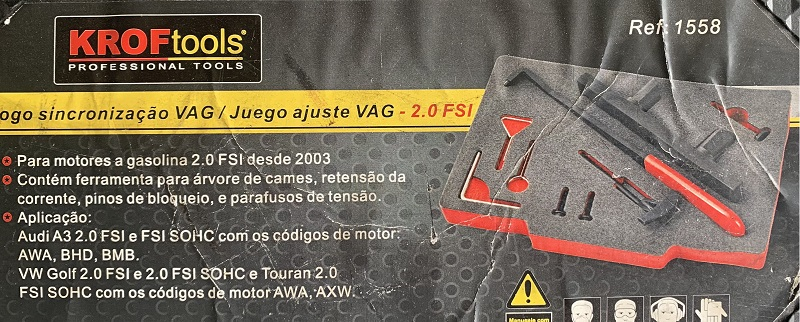 KROFtools®
PROFESSIONAL TOOLS
Ref: 1558
ogo sincronização VAG / Juego ajuste VAG - 2.0 FSI
Para motores a gasolina 2.0 FSI desde 2003
Contém ferramenta para árvore de cames, retensão da
corrente, pinos de bloqueio, e parafusos de tensão.
Aplicação:
Audi A3 2.0 FSI e FSI SOHC com os códigos de motor:
AWA, BHD, BMB.
VW Golf 2.0 FSI e 2.0 FSI SOHC e Touran 2.0
FSI SOHC com os códigos de motor AWA, AXW.
Manuseie com